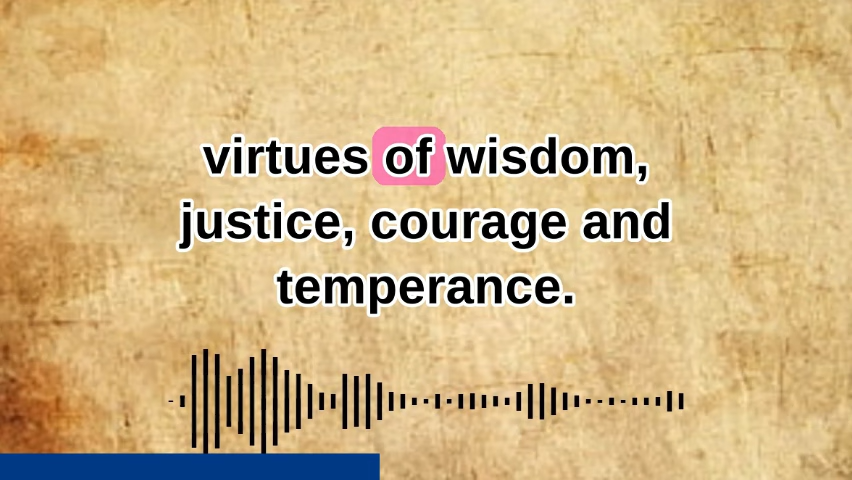 virtues of wisdom,
justice, courage and
temperance.